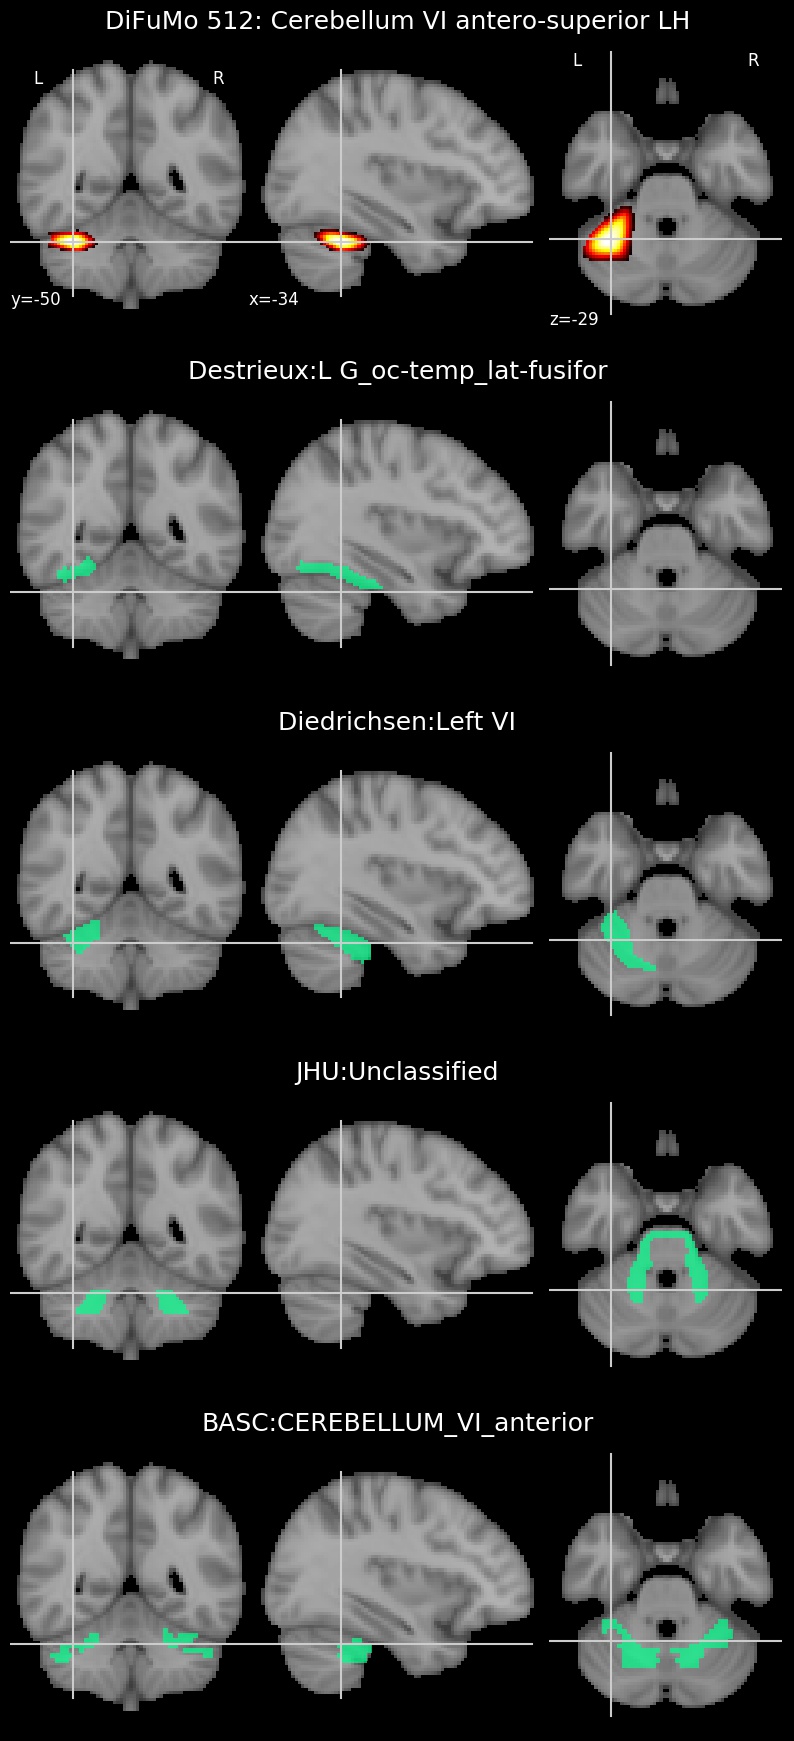 DiFuMo 512: Cerebellum VI antero-superior LH
L R L R
y=-50 x=-34 z=-29
Destrieux:L G_oc-temp_lat-fusifor
Diedrichsen:Left VI
JHU:Unclassified
BASC:CEREBELLUM_VI_anterior